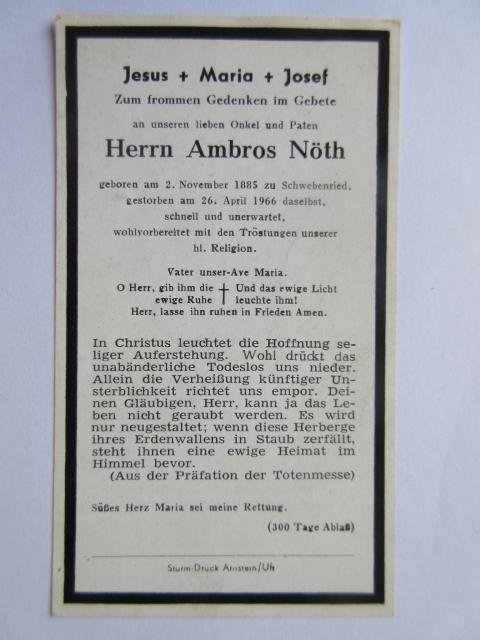 Jesus + Maria + Josef
Zum frommen Gedenken im Gebete
an unseren lieben Onkel und Paten
Herrn Ambros Nöth
geboren am 2. November 1885 zu Schwebenried,
gestorben am 26. April 1966 daselbst,
schnell und unerwartet,
wohlvorbereitet mit den Tröstungen unserer
hl. Religion.
Vater unser-Ave Maria.
O Herr, gib ihm die † Und das ewige Licht
ewige Ruhe leuchte ihm!
Herr, lasse ihn ruhen in Frieden Amen.
In Christus leuchtet die Hoffnung se-
liger Auferstehung. Wohl drückt das
unabänderliche Todeslos uns nieder.
Allein die Verheißung künftiger Un-
sterblichkeit richtet uns empor. Dei-
nen Gläubigen, Herr, kann ja das Le-
ben nicht geraubt werden. Es wird
nur neugestaltet; wenn diese Herberge
ihres Erdenwallens in Staub zerfällt,
steht ihnen eine ewige Heimat im
Himmel bevor.
(Aus der Präfation der Totenmesse)
Süßes Herz Maria sei meine Rettung.
(300 Tage Ablaß)
Sturm-Druck Arnstein/Ufr